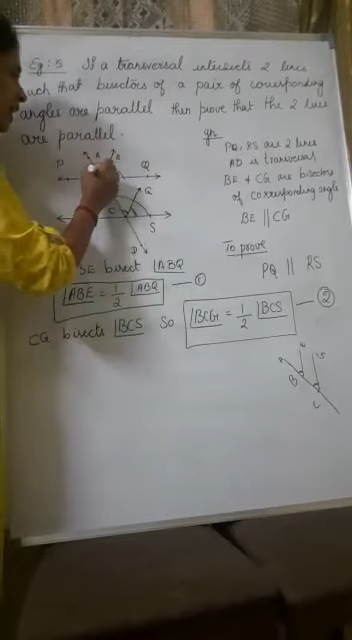 Eg: 5 If a transversal intersects 2 lines
such that bisectors of a pair of corresponding
angles are parallel then prove that the 2 lines
are parallel.
gn
PQ, RS are 2 lines
AD is transversal
BE & CG are bisectors
of corresponding angle
BE || CG
To prove
PQ || RS
P A E Q
G
C S
D
SE bisect ∠ABQ
∠ABE = 1/2 ∠ABQ — ①
CG bisects ∠BCS So ∠BCG = 1/2 ∠BCS — ②
B
C